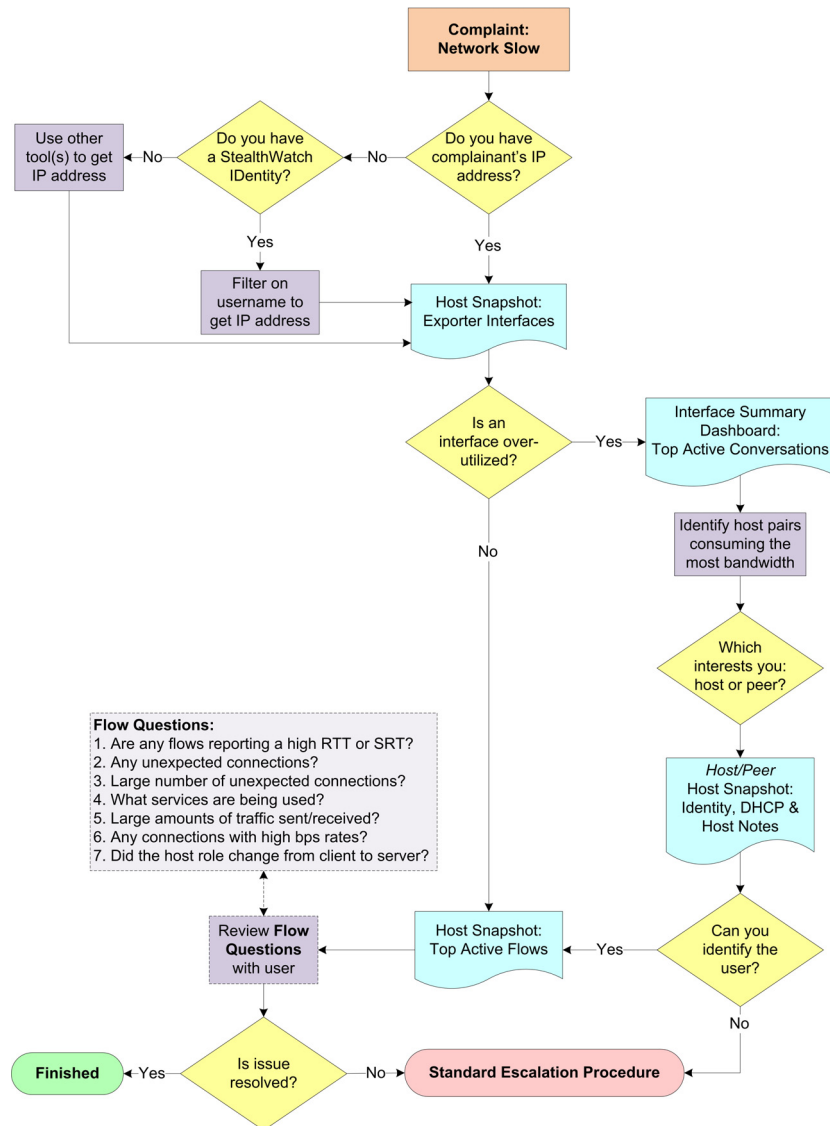 Complaint:
Network Slow
Do you have
complainant's IP
address?
No
Do you have
a StealthWatch
IDentity?
No
Use other
tool(s) to get
IP address
Yes
Yes
Filter on
username to
get IP address
Host Snapshot:
Exporter Interfaces
Is an
interface over-
utilized?
Yes
Interface Summary
Dashboard:
Top Active Conversations
No
Identify host pairs
consuming the
most bandwidth
Which
interests you:
host or peer?
Host/Peer
Host Snapshot:
Identity, DHCP &
Host Notes
Flow Questions:
1. Are any flows reporting a high RTT or SRT?
2. Any unexpected connections?
3. Large number of unexpected connections?
4. What services are being used?
5. Large amounts of traffic sent/received?
6. Any connections with high bps rates?
7. Did the host role change from client to server?
Can you
identify the
user?
Yes
Host Snapshot:
Top Active Flows
Review Flow
Questions
with user
No
Is issue
resolved?
Yes
Finished
No
Standard Escalation Procedure